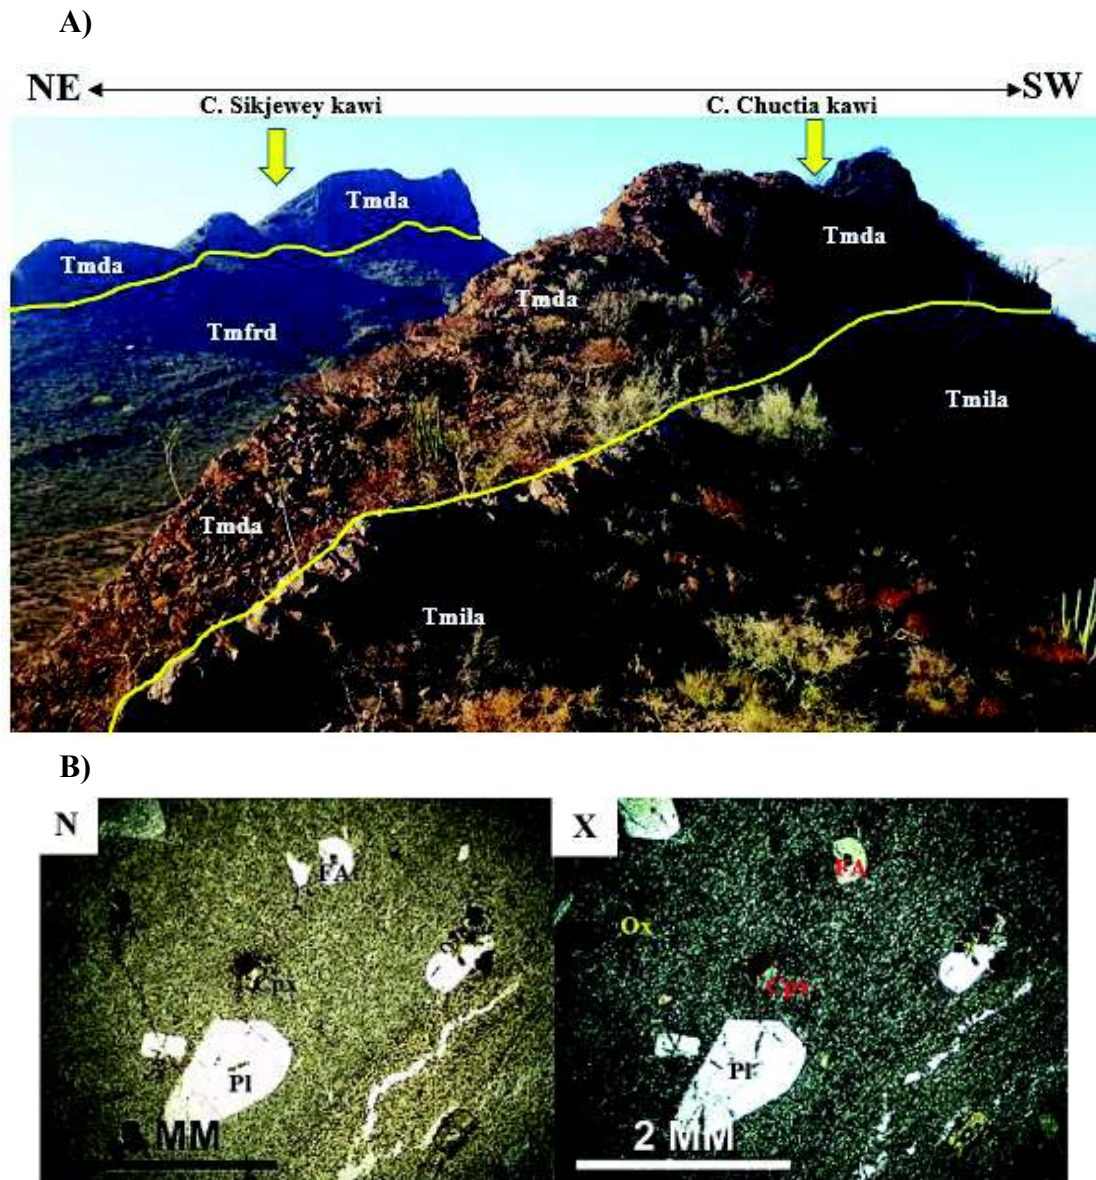 A)
NE SW
C. Sikjewey kawi C. Chuctia kawi
Tmda Tmda
Tmda Tmda
Tmfrd Tmila
Tmda Tmila
B)
N X
FA FA
Ox
Cpx Cpx
Pl Pl
MM 2 MM